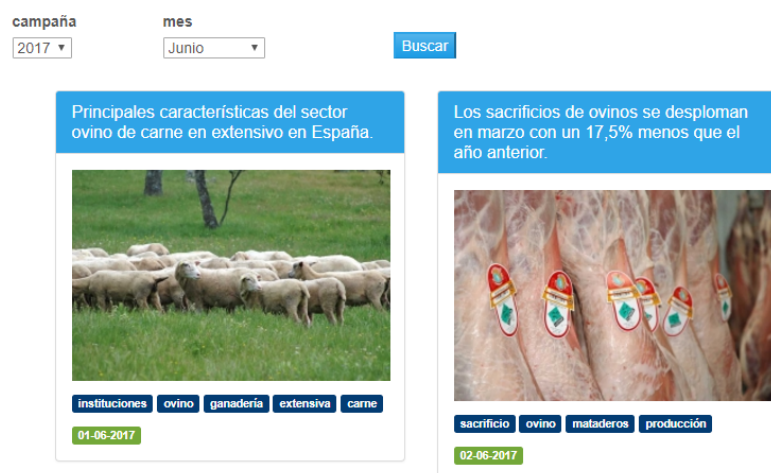 campaña
mes
2017
Junio
Buscar
Principales características del sector
ovino de carne en extensivo en España.
instituciones ovino ganadería extensiva carne
01-06-2017
Los sacrificios de ovinos se desploman
en marzo con un 17,5% menos que el
año anterior.
sacrificio ovino mataderos producción
02-06-2017